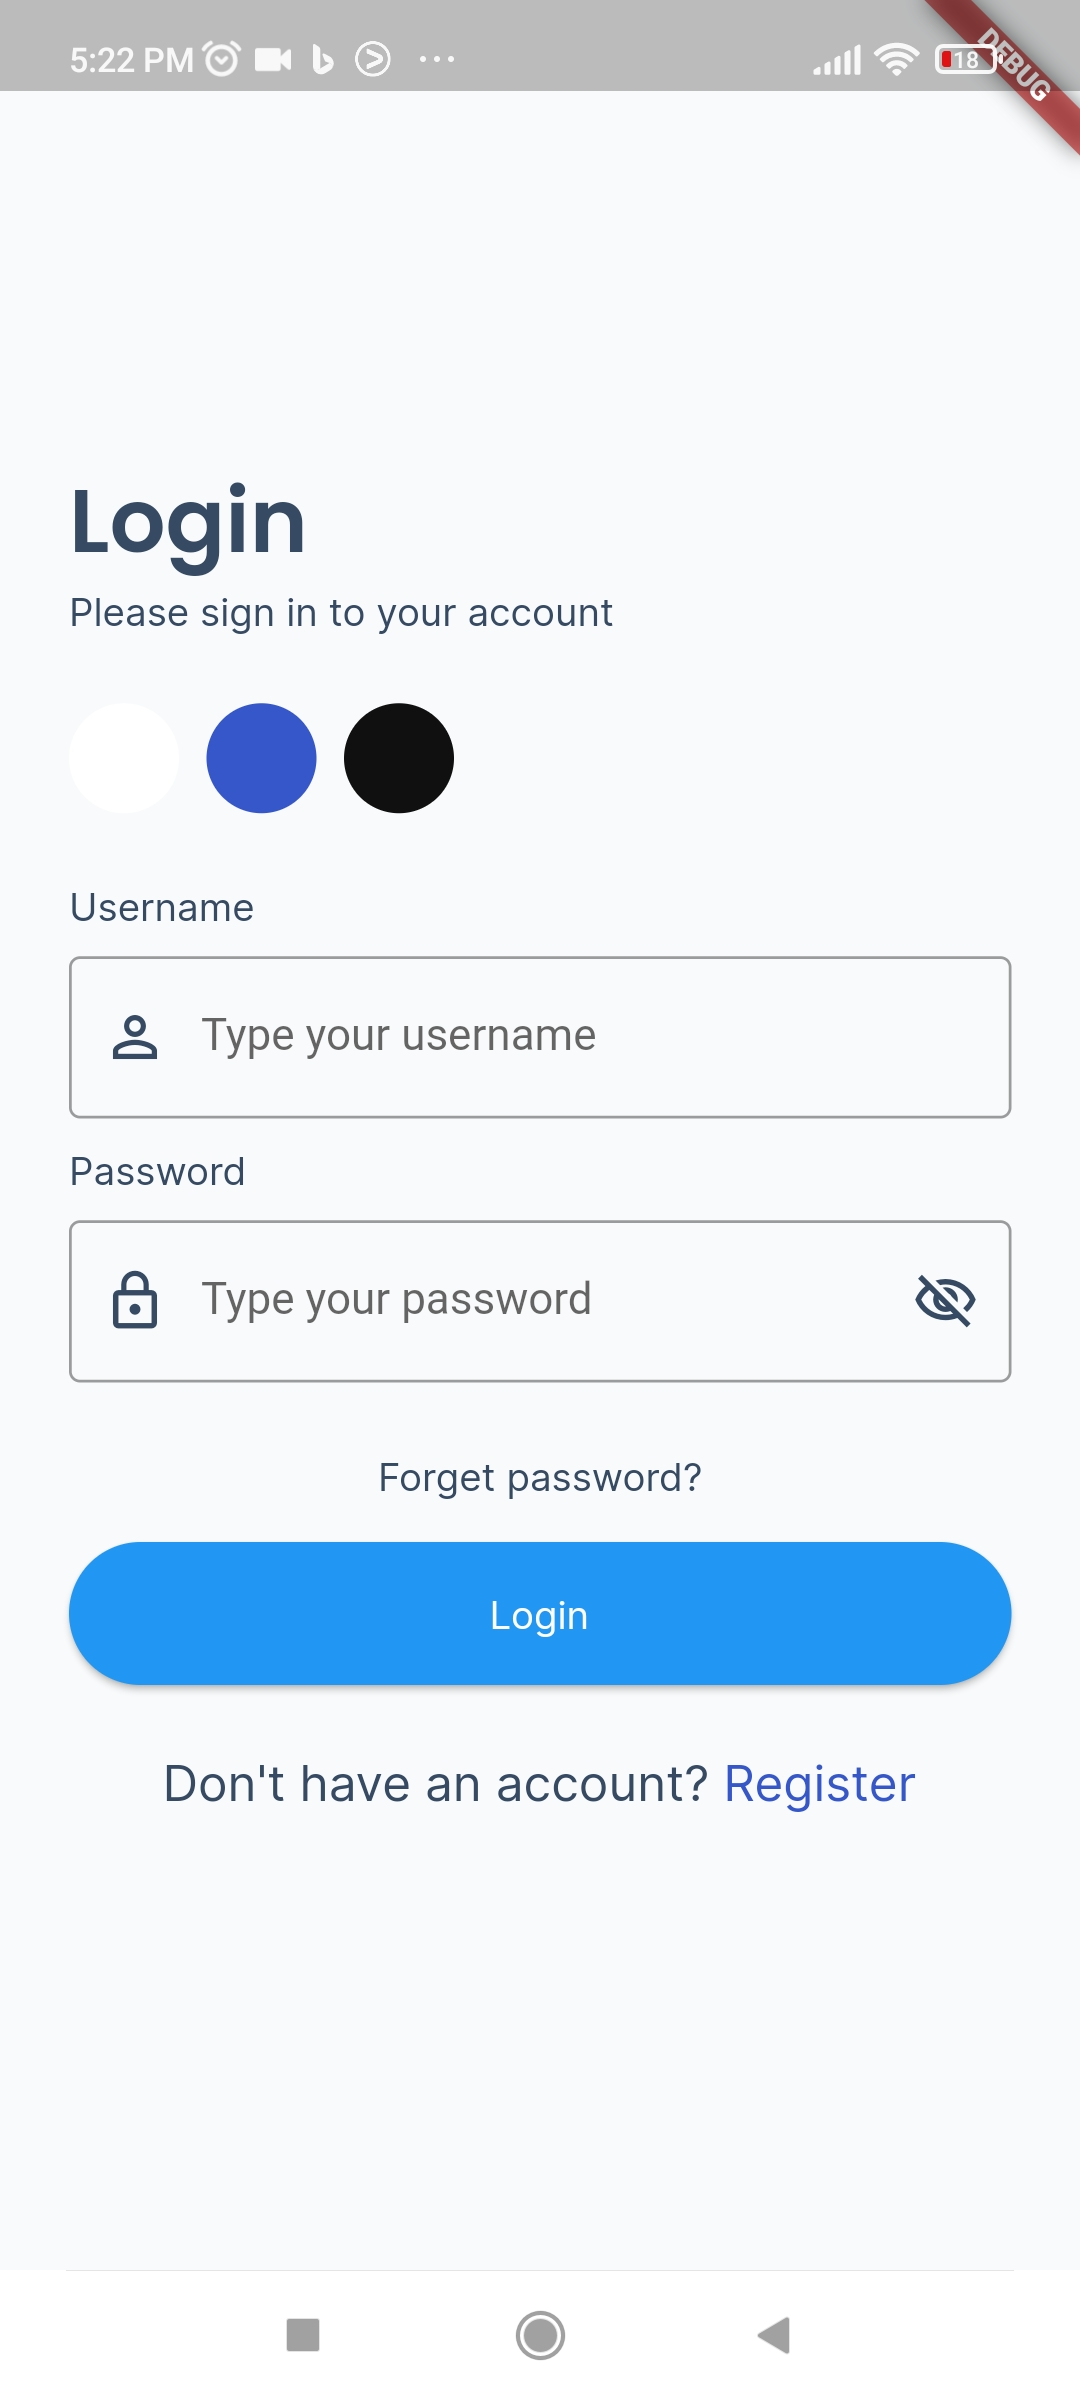 5:22 PM
18
DEBUG
Login
Please sign in to your account
Username
Type your username
Password
Type your password
Forget password?
Login
Don't have an account? Register